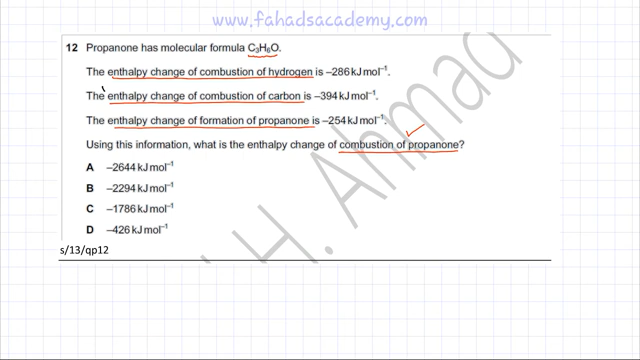 www.fahadsacademy.com
12 Propanone has molecular formula C₃H₆O.
The enthalpy change of combustion of hydrogen is –286 kJ mol⁻¹.
The enthalpy change of combustion of carbon is –394 kJ mol⁻¹.
The enthalpy change of formation of propanone is –254 kJ mol⁻¹.
Using this information, what is the enthalpy change of combustion of propanone?
A –2644 kJ mol⁻¹
B –2294 kJ mol⁻¹
C –1786 kJ mol⁻¹
D –426 kJ mol⁻¹
s/13/qp12
H. Ahmad